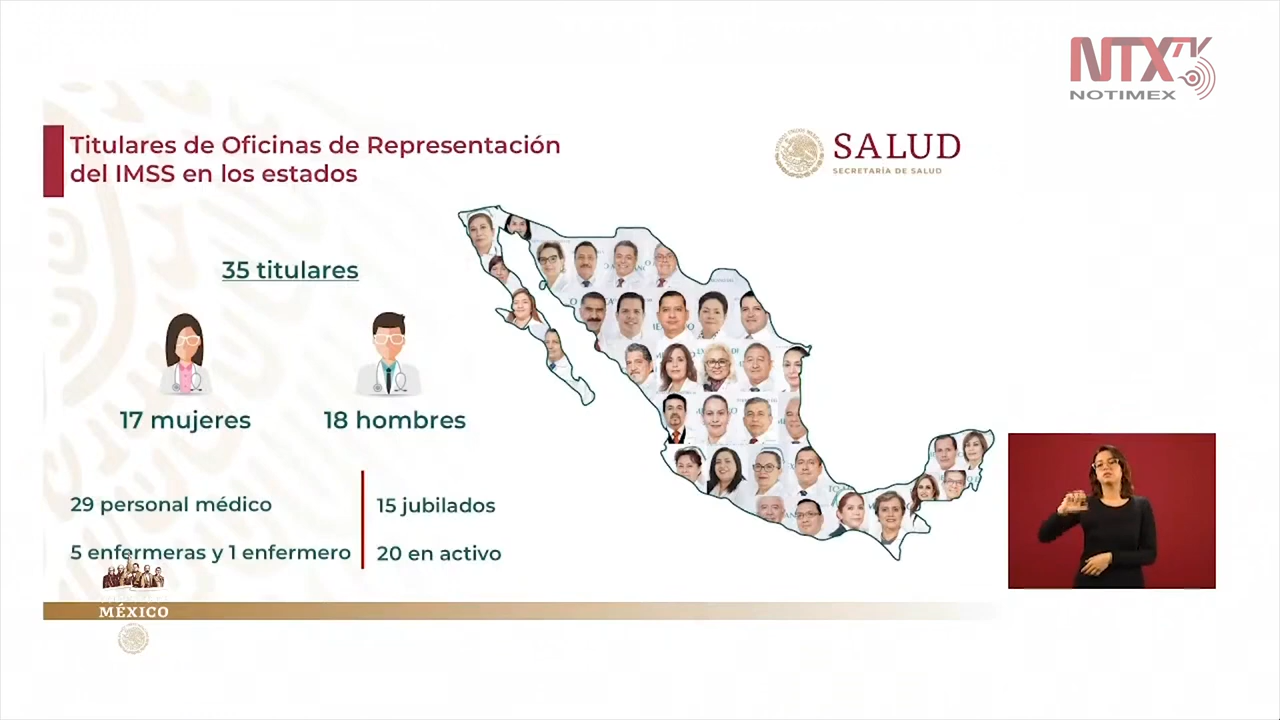 NTX TV
NOTIMEX
Titulares de Oficinas de Representación
del IMSS en los estados
SALUD
SECRETARÍA DE SALUD
35 titulares
17 mujeres
18 hombres
29 personal médico
5 enfermeras y 1 enfermero
15 jubilados
20 en activo
MÉXICO